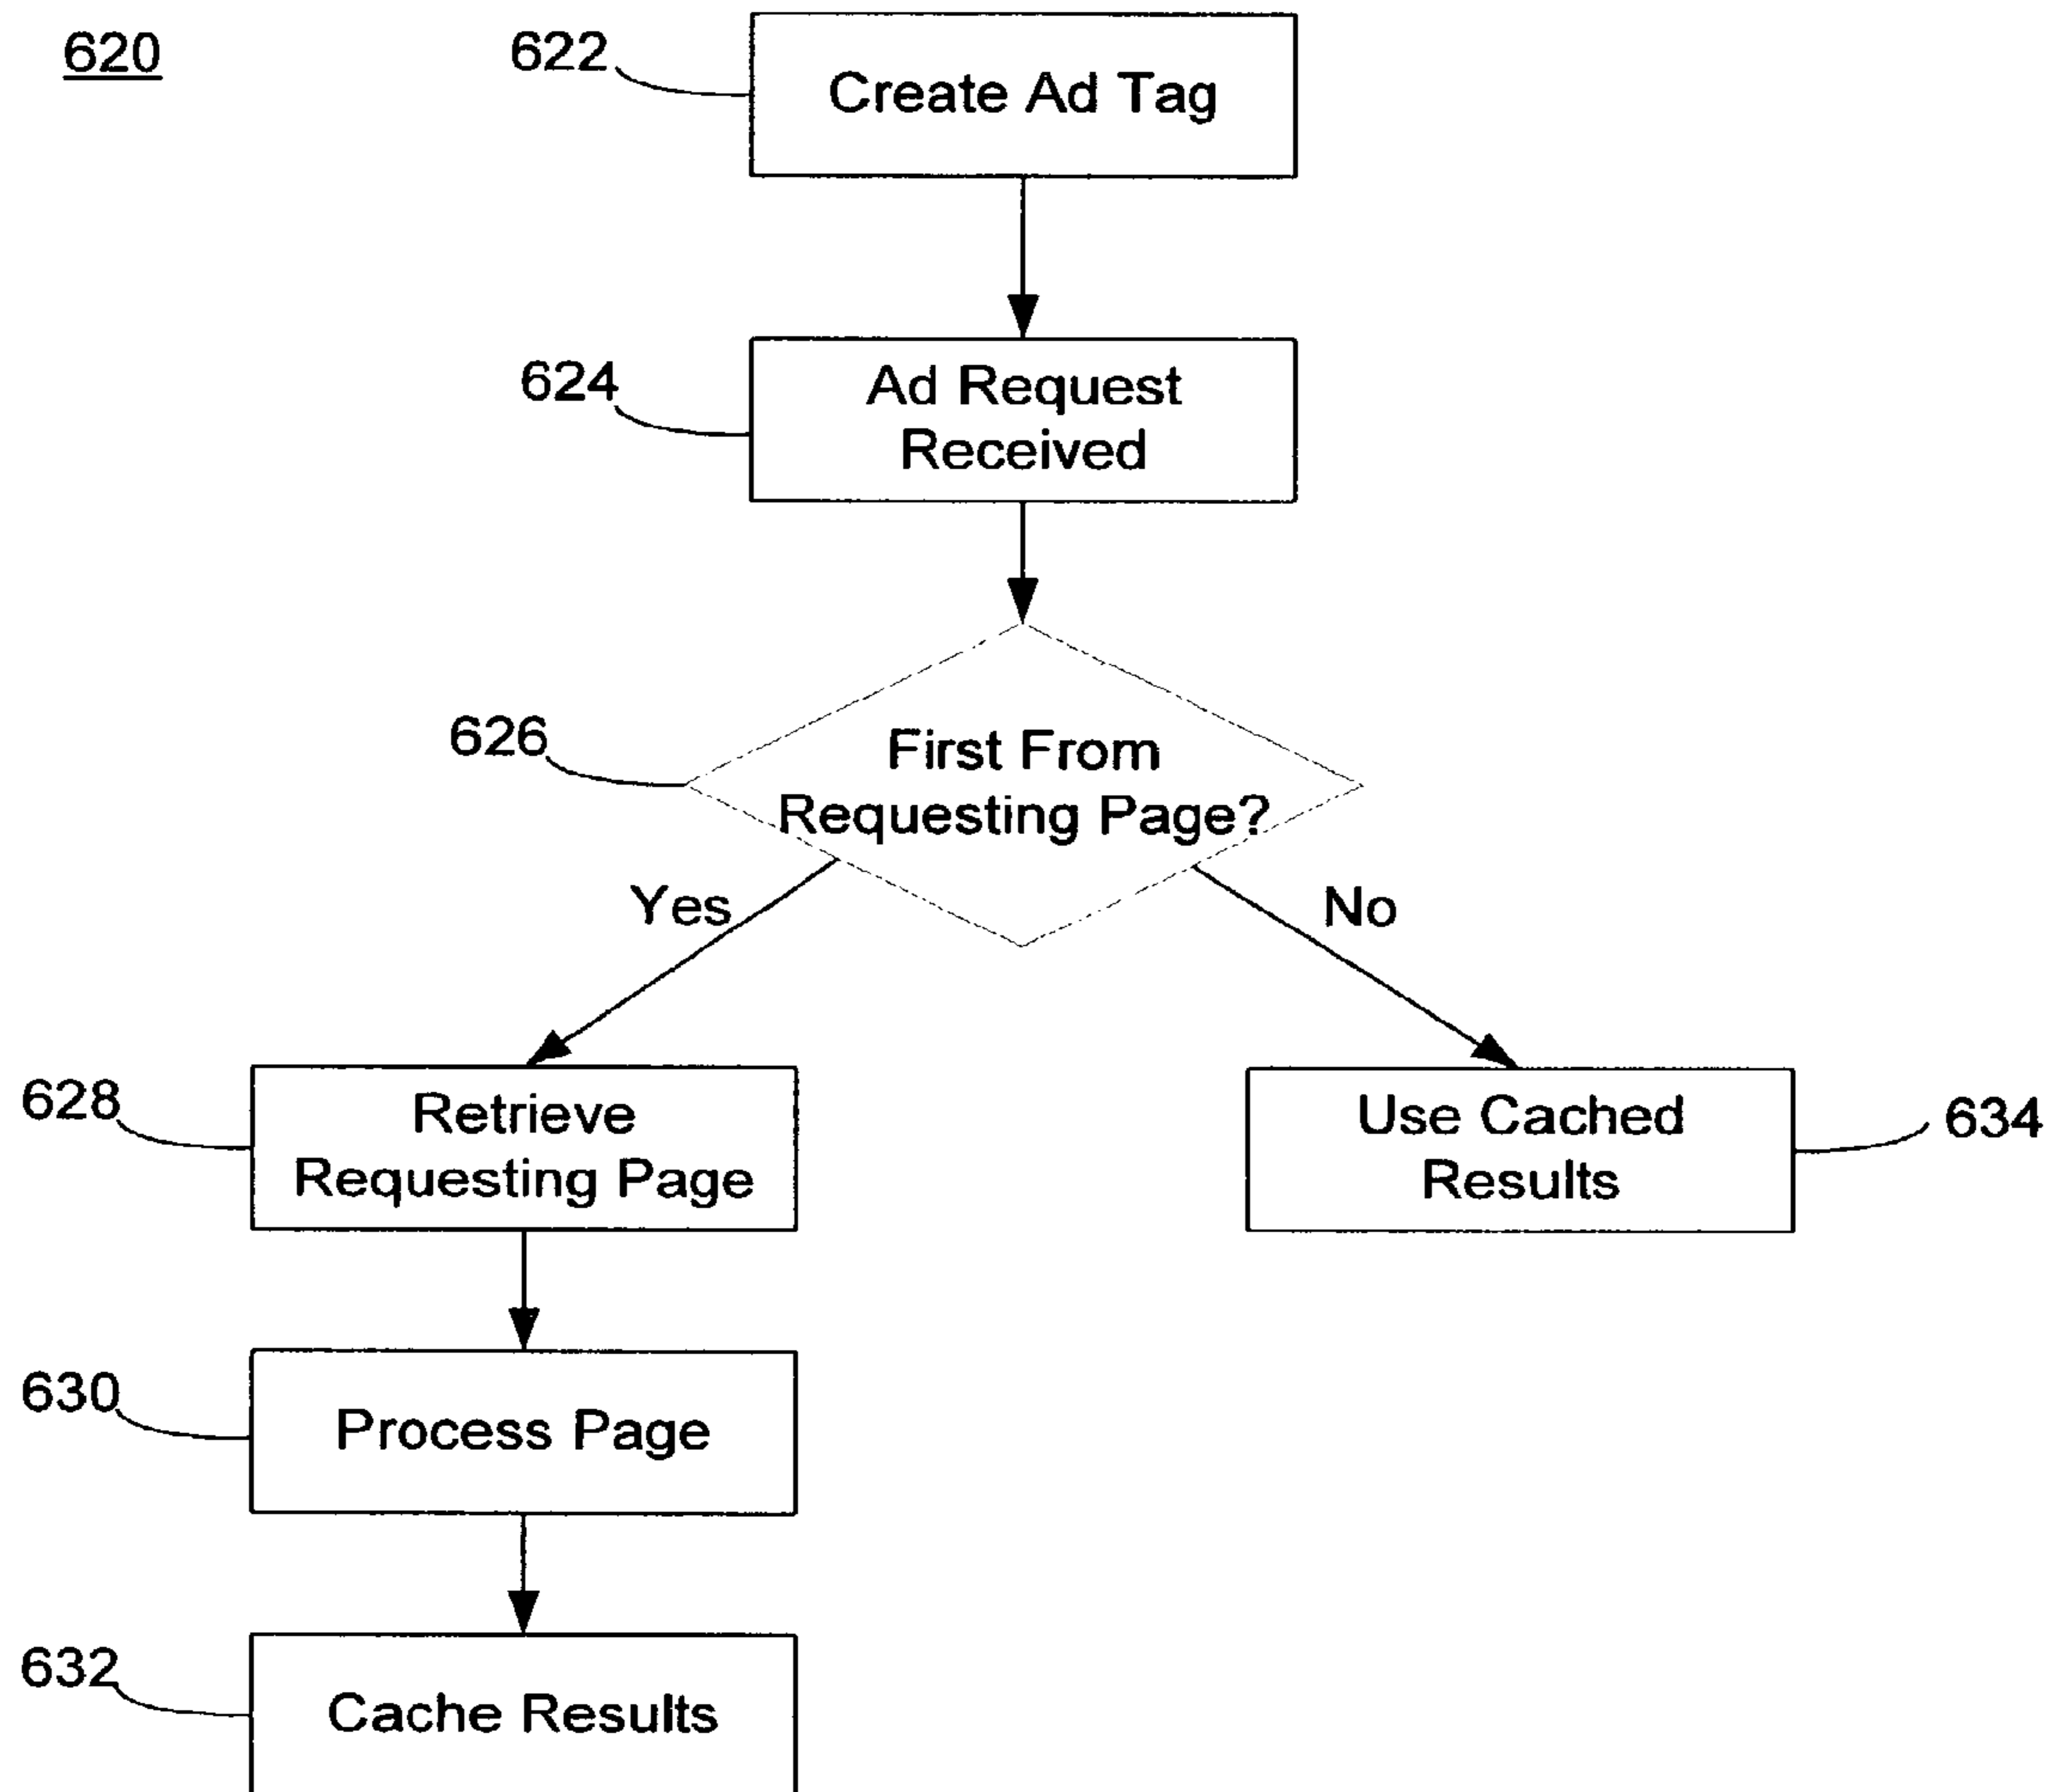 620
622
Create Ad Tag
624
Ad Request
Received
626
First From
Requesting Page?
Yes
No
628
Retrieve
Requesting Page
Use Cached
Results
634
630
Process Page
632
Cache Results